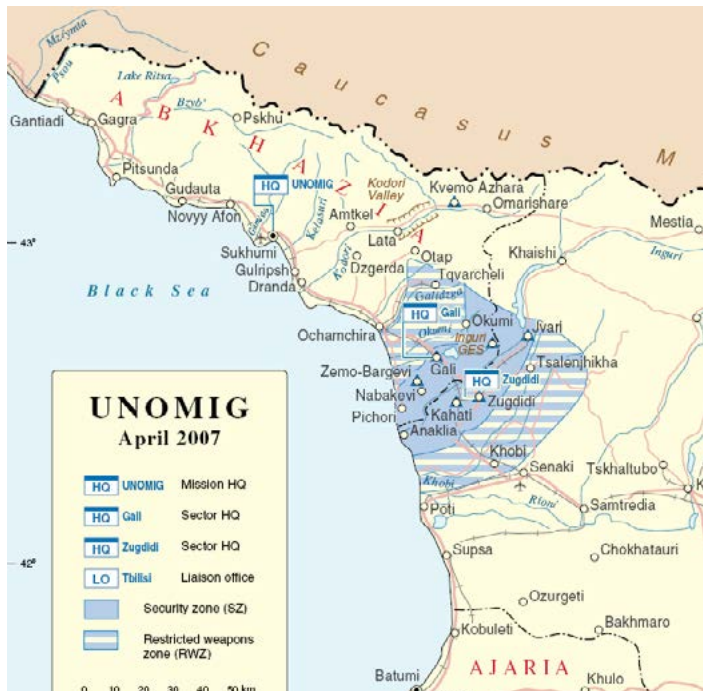 Caucasus M
Mzymta
Psou
Lake Ritsa
Bzyb'
Gantiadi
Gagra
Pskhu
ABKHAZIA
Pitsunda
HQ UNOMIG
Kodori
Valley
Kvemo Azhara
Omarishare
Gudauta
Novyy Afon
Gumista
Kelasuri
Amtkel
Mestia
43°
Lata
Sukhumi
Otap
Khaishi
Inguri
Gulripsh
Kodori
Dzgerda
Dranda
Tqvarcheli
Black Sea
Galidzga
HQ Gali
Ochamchira
Okumi
Okumi
Jvari
Inguri
GES
Tsalenjhikha
Gali
Zemo-Bargevi
HQ Zugdidi
Nabakevi
Zugdidi
Pichori
Kahati
Anaklia
Khobi
Senaki
Tskhaltubo
K
Khobi
Rioni
Poti
Samtredia
Supsa
Chokhatauri
42°
Ozurgeti
Bakhmaro
Kobuleti
AJARIA
Batumi
Khulo
UNOMIG
April 2007
HQ UNOMIG Mission HQ
HQ Gali Sector HQ
HQ Zugdidi Sector HQ
LO Tbilisi Liaison office
Security zone (SZ)
Restricted weapons
zone (RWZ)
0 10 20 30 40 50 km